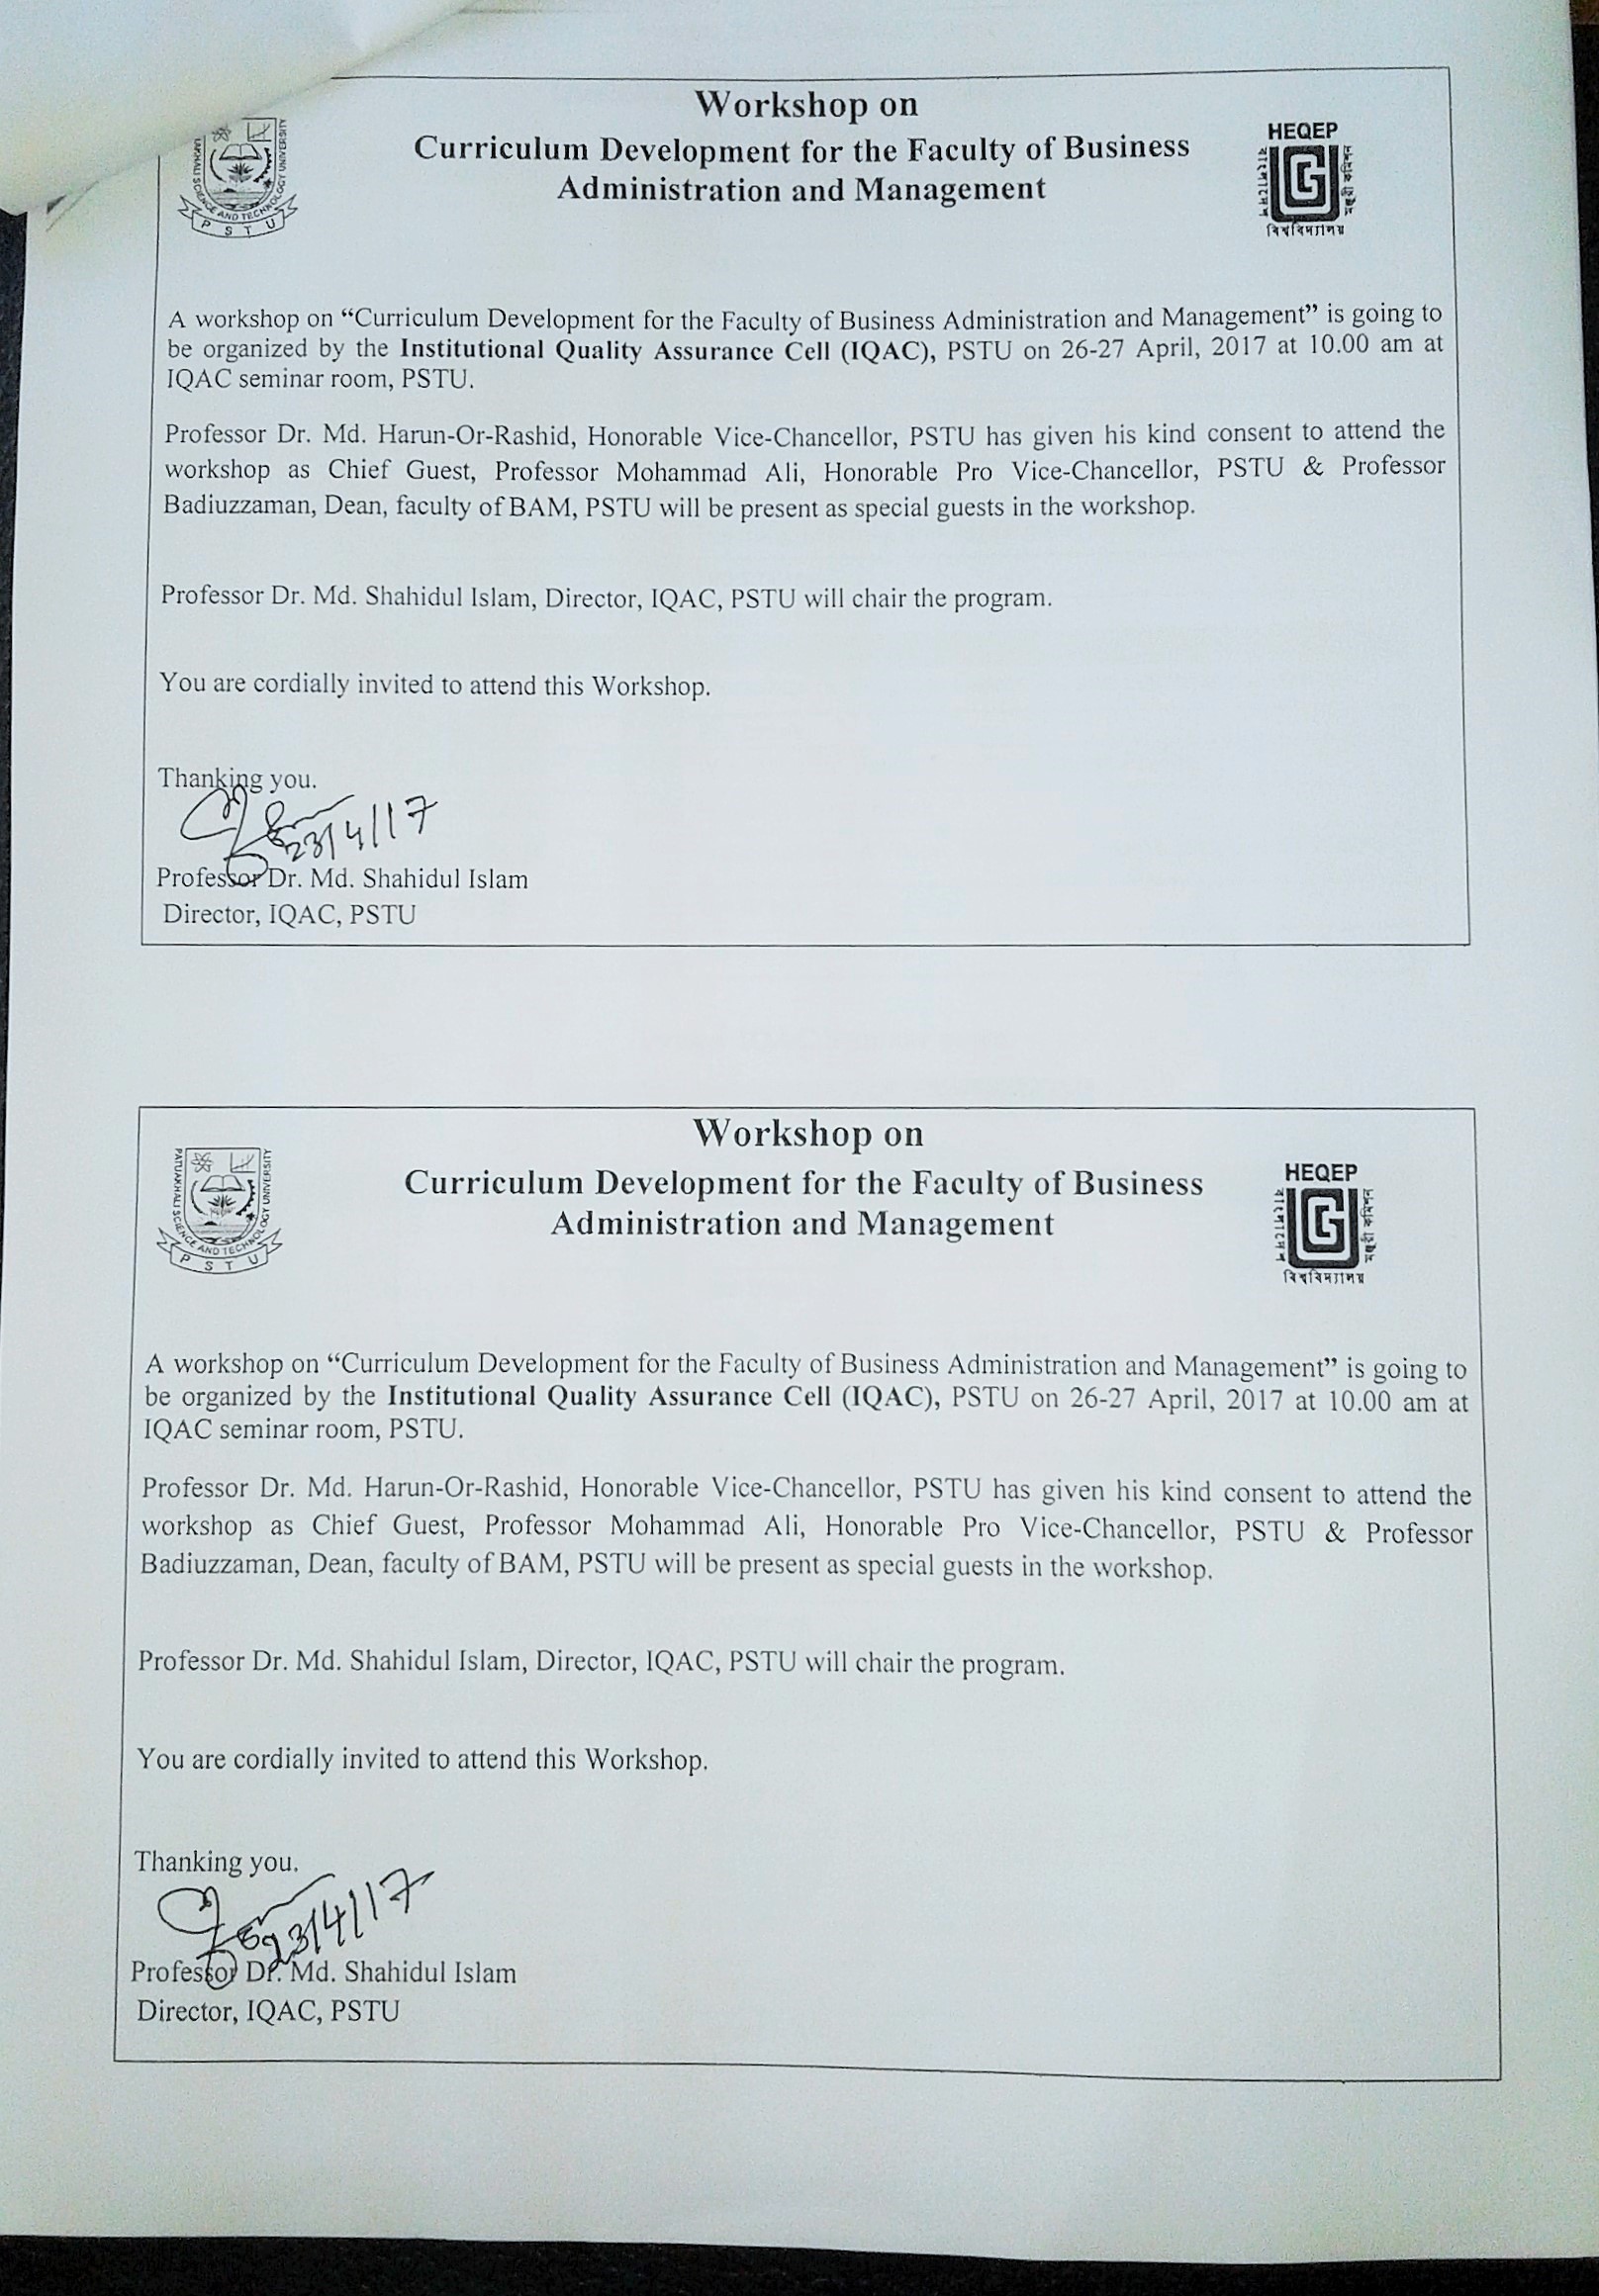 Workshop on
Curriculum Development for the Faculty of Business
Administration and Management
SCIENCE AND TECHNOLOGY UNIVERSITY
P S T U
HEQEP
বিশ্ববিদ্যালয়
মঞ্জুরী কমিশন
A workshop on “Curriculum Development for the Faculty of Business Administration and Management” is going to
be organized by the Institutional Quality Assurance Cell (IQAC), PSTU on 26-27 April, 2017 at 10.00 am at
IQAC seminar room, PSTU.
Professor Dr. Md. Harun-Or-Rashid, Honorable Vice-Chancellor, PSTU has given his kind consent to attend the
workshop as Chief Guest, Professor Mohammad Ali, Honorable Pro Vice-Chancellor, PSTU & Professor
Badiuzzaman, Dean, faculty of BAM, PSTU will be present as special guests in the workshop.
Professor Dr. Md. Shahidul Islam, Director, IQAC, PSTU will chair the program.
You are cordially invited to attend this Workshop.
Thanking you.
23/4/17
Professor Dr. Md. Shahidul Islam
Director, IQAC, PSTU
Workshop on
Curriculum Development for the Faculty of Business
Administration and Management
PATUAKHALI SCIENCE AND TECHNOLOGY UNIVERSITY
P S T U
HEQEP
বিশ্ববিদ্যালয়
মঞ্জুরী কমিশন
A workshop on “Curriculum Development for the Faculty of Business Administration and Management” is going to
be organized by the Institutional Quality Assurance Cell (IQAC), PSTU on 26-27 April, 2017 at 10.00 am at
IQAC seminar room, PSTU.
Professor Dr. Md. Harun-Or-Rashid, Honorable Vice-Chancellor, PSTU has given his kind consent to attend the
workshop as Chief Guest, Professor Mohammad Ali, Honorable Pro Vice-Chancellor, PSTU & Professor
Badiuzzaman, Dean, faculty of BAM, PSTU will be present as special guests in the workshop.
Professor Dr. Md. Shahidul Islam, Director, IQAC, PSTU will chair the program.
You are cordially invited to attend this Workshop.
Thanking you.
23/4/17
Professor Dr. Md. Shahidul Islam
Director, IQAC, PSTU